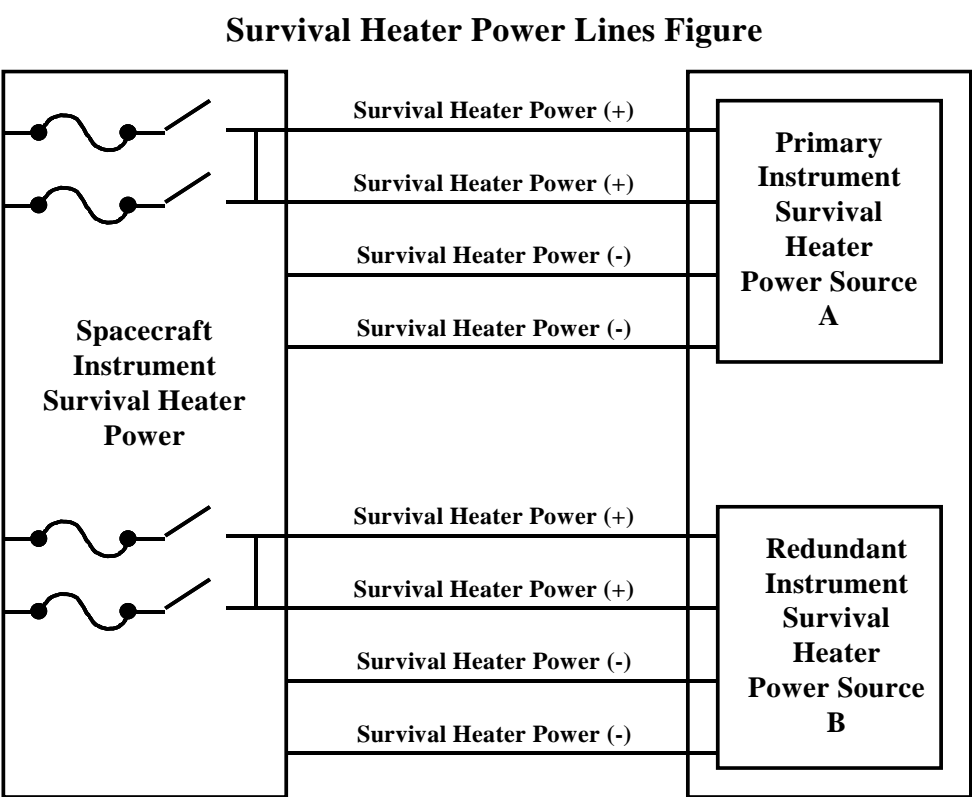 Survival Heater Power Lines Figure
Survival Heater Power (+)
Survival Heater Power (+)
Survival Heater Power (-)
Survival Heater Power (-)
Primary
Instrument
Survival
Heater
Power Source
A
Spacecraft
Instrument
Survival Heater
Power
Survival Heater Power (+)
Survival Heater Power (+)
Survival Heater Power (-)
Survival Heater Power (-)
Redundant
Instrument
Survival
Heater
Power Source
B